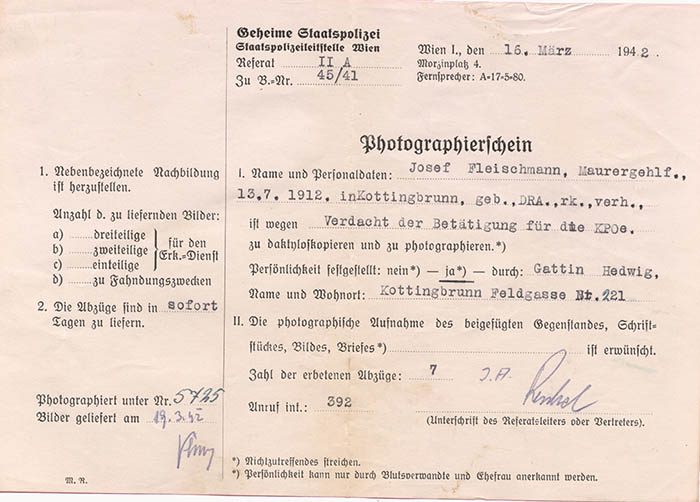 Geheime Staatspolizei
Staatspolizeileitstelle Wien
Referat II A
Zu B.=Nr. 45/41
Wien I., den 16. März 1942.
Morzinplatz 4.
Fernsprecher: A=17=5=80.
Photographierschein
1. Nebenbezeichnete Nachbildung
ist herzustellen.
Anzahl d. zu liefernden Bilder:
a) ........dreiteilige
b) ........zweiteilige
c) ........einteilige
für den
Erk.=Dienst
d) ........zu Fahndungszwecken
2. Die Abzüge sind in sofort
Tagen zu liefern.
Photographiert unter Nr. 5725
Bilder geliefert am 19.3.42
M. R.
I. Name und Personaldaten: Josef Fleischmann, Maurergehlf.,
13.7. 1912. inKottingbrunn, geb.,DRA.,rk.,verh.,
ist wegen Verdacht der Betätigung für die KPOe.
zu daktyloskopieren und zu photographieren.*)
Persönlichkeit festgestellt: nein*) — ja*) — durch: Gattin Hedwig,
Name und Wohnort: Kottingbrunn Feldgasse Nr.221
II. Die photographische Aufnahme des beigefügten Gegenstandes, Schrift=
stückes, Bildes, Briefes*) ist erwünscht.
Zahl der erbetenen Abzüge: 7
I.A.
Anruf int.: 392
(Unterschrift des Referatsleiters oder Vertreters).
*) Nichtzutreffendes streichen.
*) Persönlichkeit kann nur durch Blutsverwandte und Ehefrau anerkannt werden.